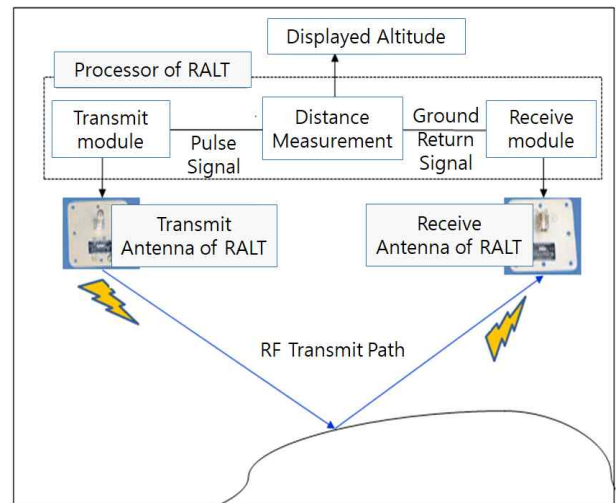 Displayed Altitude
Processor of RALT
Transmit
module
Pulse
Signal
Distance
Measurement
Ground
Return
Signal
Receive
module
Transmit
Antenna of RALT
Receive
Antenna of RALT
RF Transmit Path